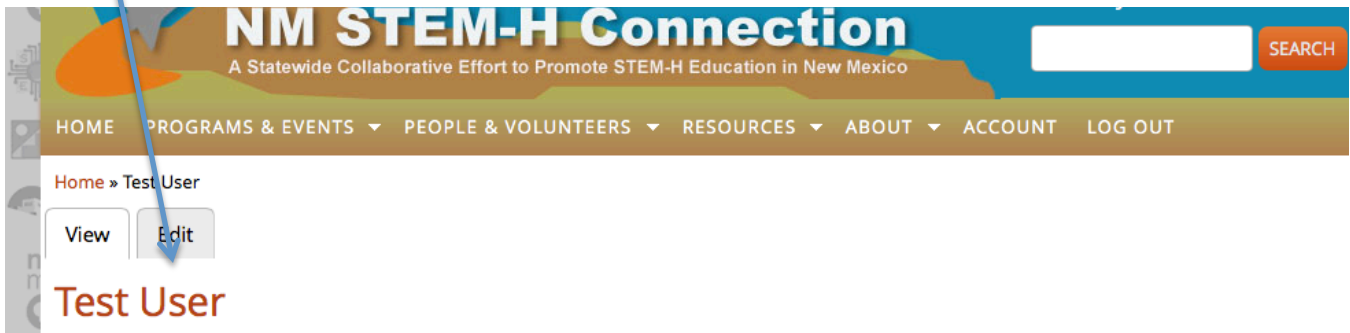 NM STEM-H Connection
A Statewide Collaborative Effort to Promote STEM-H Education in New Mexico
SEARCH
HOME PROGRAMS & EVENTS PEOPLE & VOLUNTEERS RESOURCES ABOUT ACCOUNT LOG OUT
Home » Test User
View Edit
Test User